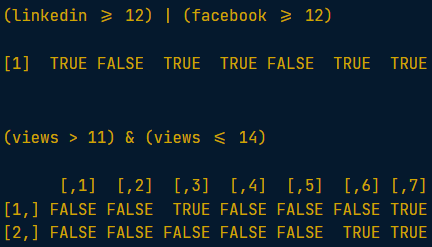 (linkedin ⩾ 12) | (facebook ⩾ 12)
[1]  TRUE FALSE  TRUE  TRUE FALSE  TRUE  TRUE
(views > 11) & (views ⩽ 14)
      [,1]  [,2]  [,3]  [,4]  [,5]  [,6] [,7]
[1,] FALSE FALSE  TRUE FALSE FALSE FALSE TRUE
[2,] FALSE FALSE FALSE FALSE FALSE  TRUE TRUE